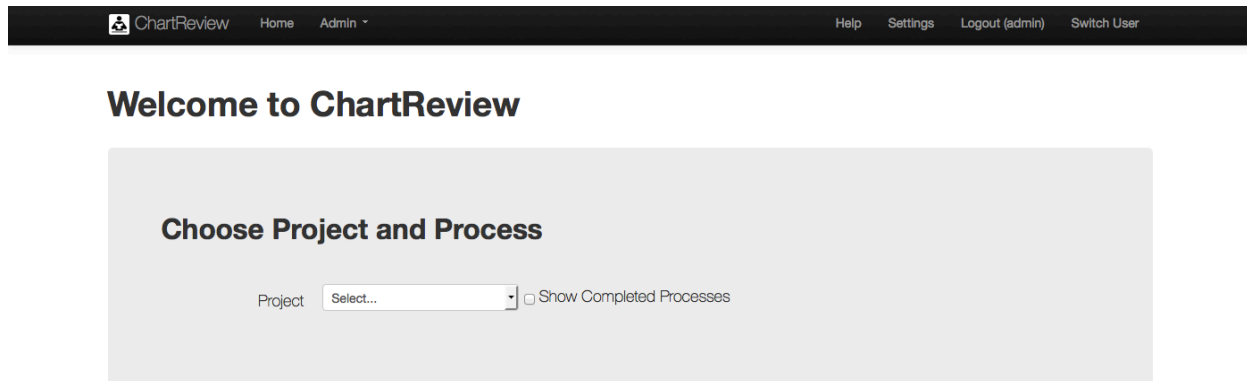 ChartReview Home Admin Help Settings Logout (admin) Switch User
Welcome to ChartReview
Choose Project and Process
Project Select... Show Completed Processes